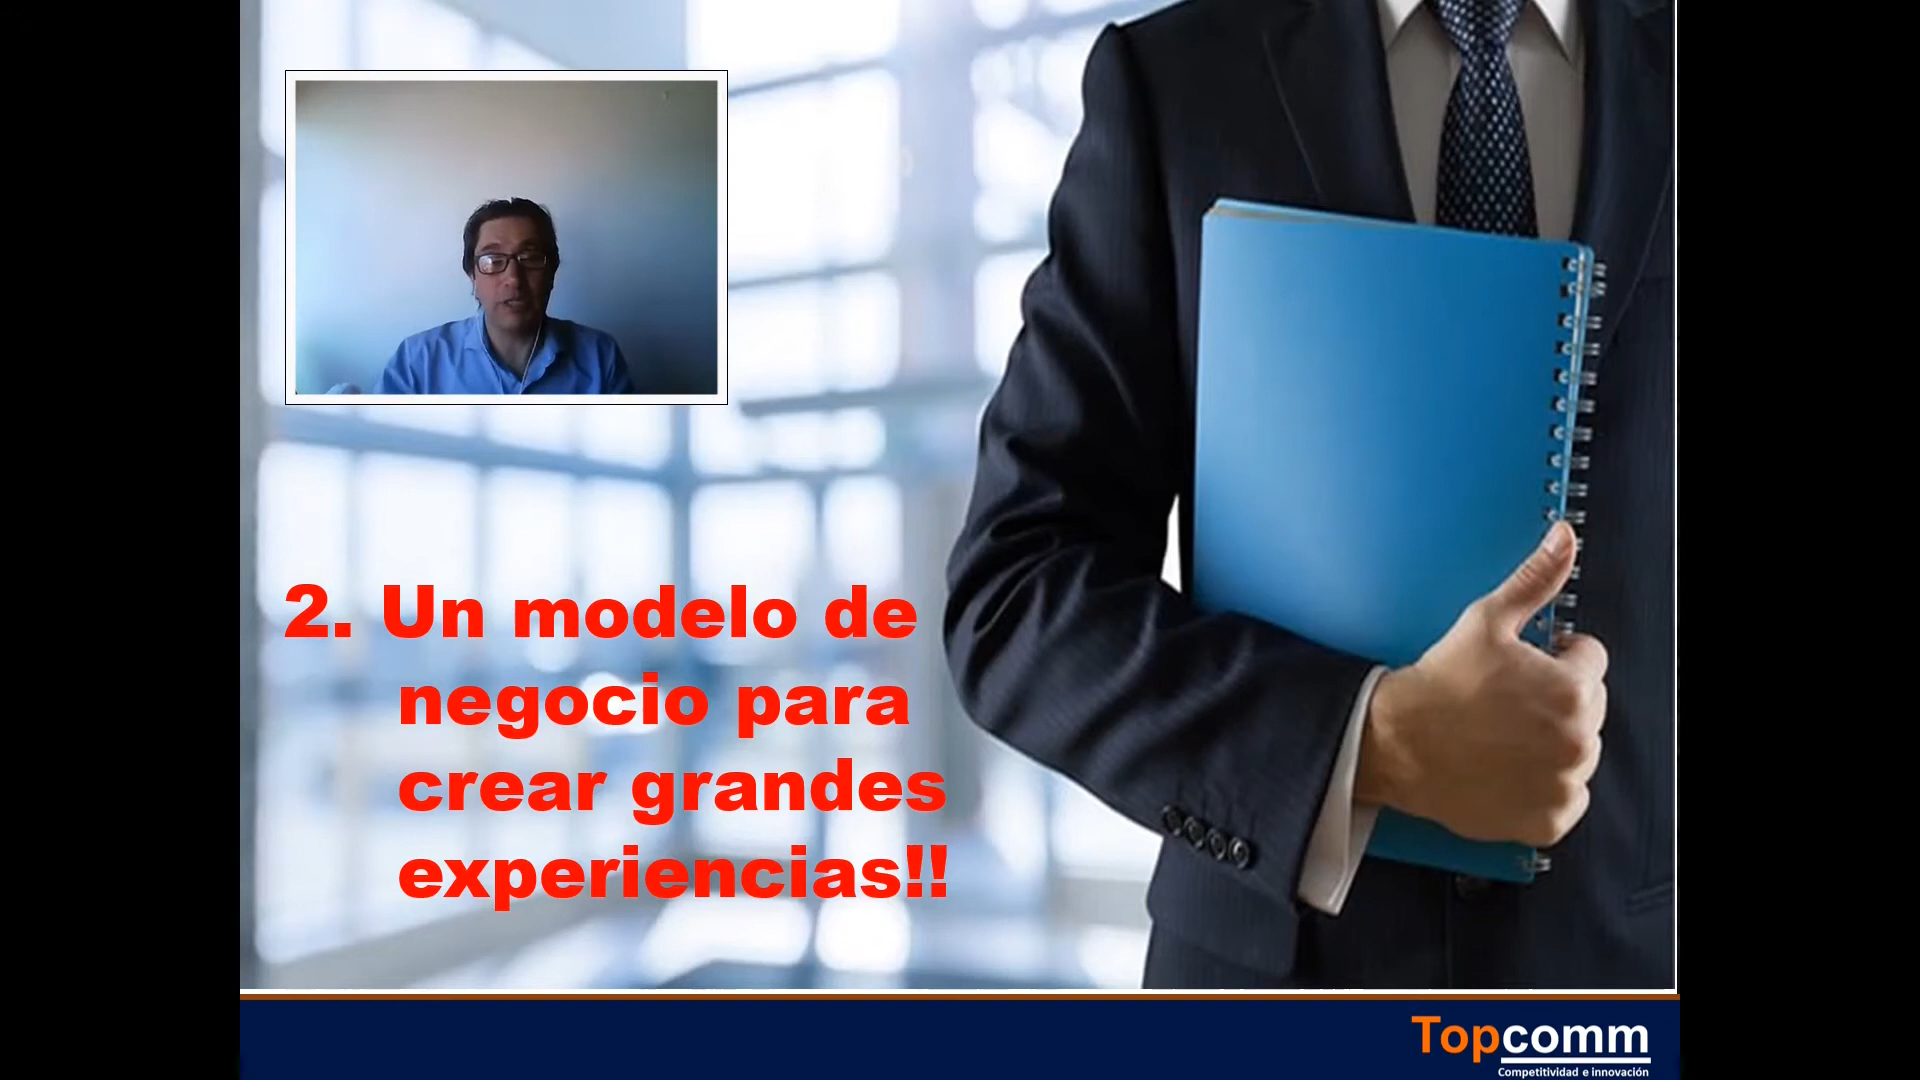 2. Un modelo de
negocio para
crear grandes
experiencias!!
Topcomm
Competitividad e innovación